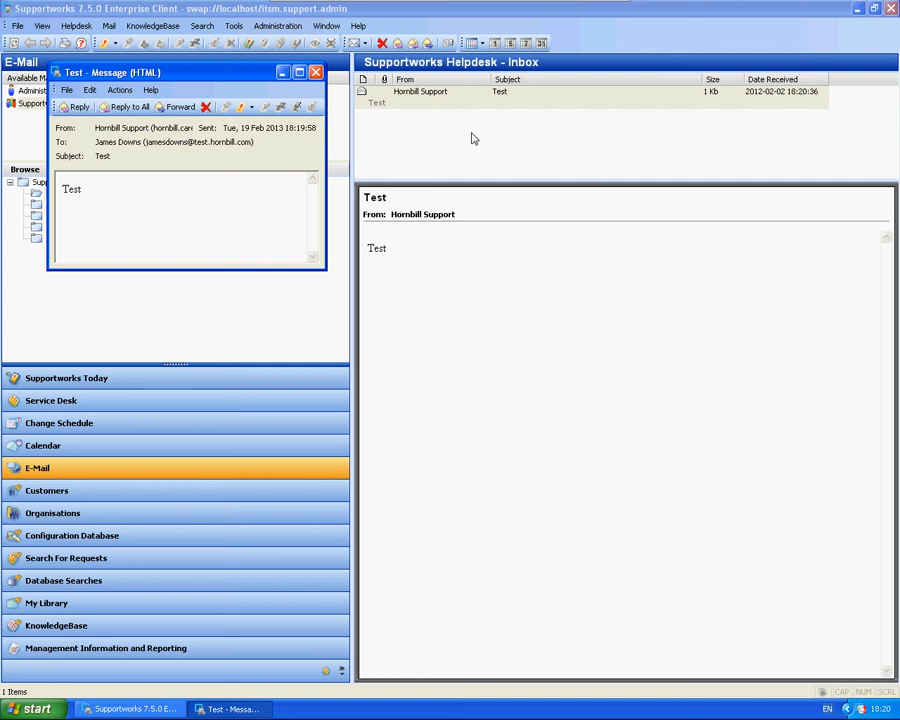 Supportworks 7.5.0 Enterprise Client - swap://localhost/itsm.support.admin
File View Helpdesk Mail KnowledgeBase Search Tools Administration Window Help
E-Mail
Available M
Adminis
Support
Browse
Sup
Test - Message (HTML)
File Edit Actions Help
Reply Reply to All Forward
From: Hornbill Support (hornbill.care Sent: Tue, 19 Feb 2013 18:19:58
To: James Downs (jamesdowns@test.hornbill.com)
Subject: Test
Test
Supportworks Helpdesk - Inbox
From Subject Size Date Received
Hornbill Support Test 1 Kb 2012-02-02 18:20:36
Test
Test
From: Hornbill Support
Test
Supportworks Today
Service Desk
Change Schedule
Calendar
E-Mail
Customers
Organisations
Configuration Database
Search For Requests
Database Searches
My Library
KnowledgeBase
Management Information and Reporting
1 Items
CAP NUM SCRL
start Supportworks 7.5.0 E... Test - Messa... EN 18:20